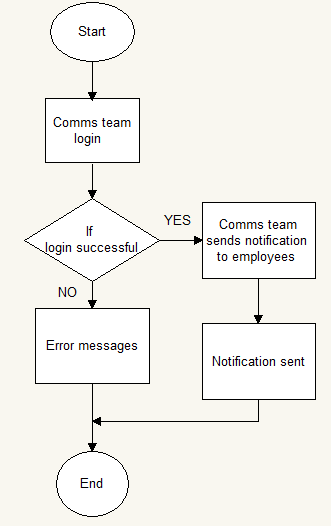 Start
Comms team
login
If
login successful
YES
Comms team
sends notification
to employees
NO
Error messages
Notification sent
End